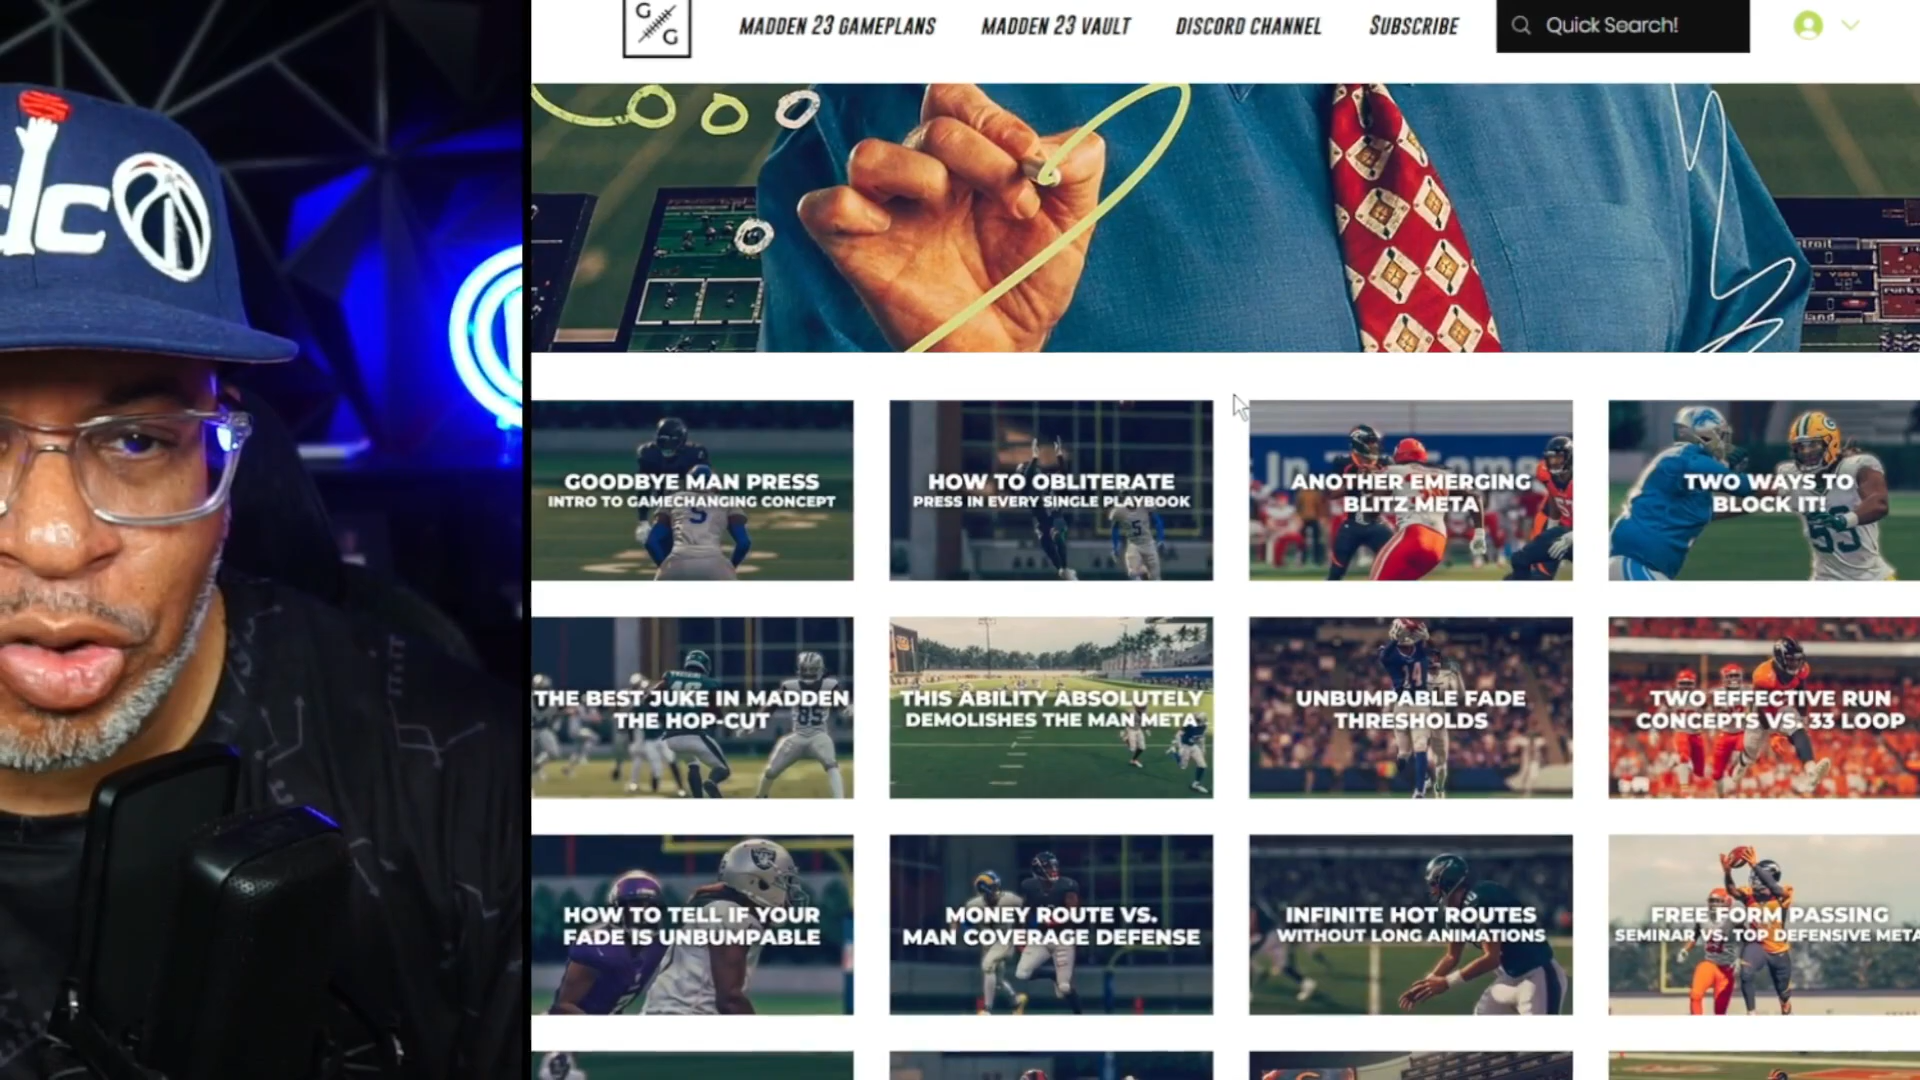 G
G
MADDEN 23 GAMEPLANS
MADDEN 23 VAULT
DISCORD CHANNEL
SUBSCRIBE
Quick Search!
dc
GOODBYE MAN PRESS
INTRO TO GAMECHANGING CONCEPT
HOW TO OBLITERATE
PRESS IN EVERY SINGLE PLAYBOOK
ANOTHER EMERGING
BLITZ META
TWO WAYS TO
BLOCK IT!
THE BEST JUKE IN MADDEN
THE HOP-CUT
THIS ABILITY ABSOLUTELY
DEMOLISHES THE MAN META
UNBUMPABLE FADE
THRESHOLDS
TWO EFFECTIVE RUN
CONCEPTS VS. 33 LOOP
HOW TO TELL IF YOUR
FADE IS UNBUMPABLE
MONEY ROUTE VS.
MAN COVERAGE DEFENSE
INFINITE HOT ROUTES
WITHOUT LONG ANIMATIONS
FREE FORM PASSING
SEMINAR VS. TOP DEFENSIVE META